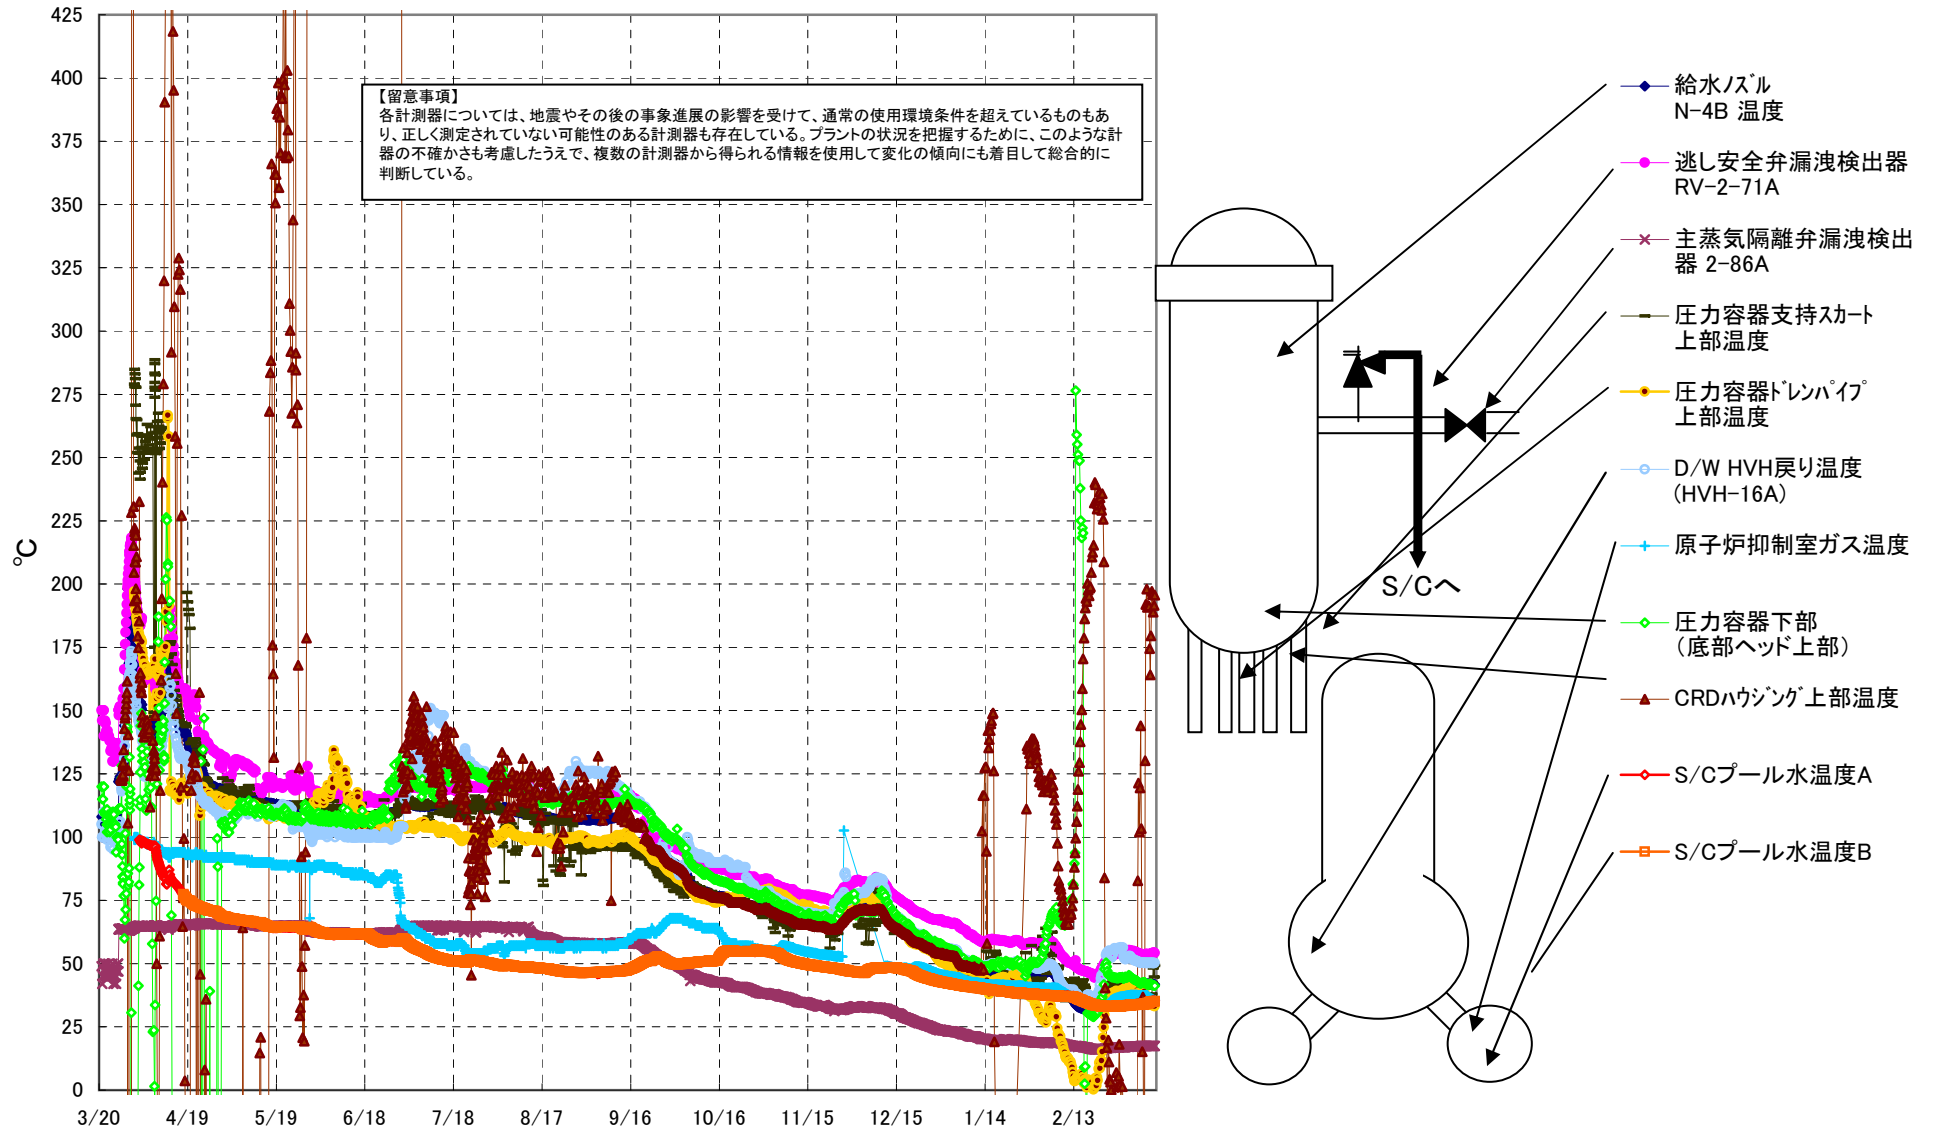 425
400
375
350
325
300
275
250
225
200
175
150
125
100
75
50
25
0
℃
3/20
4/19
5/19
6/18
7/18
8/17
9/16
10/16
11/15
12/15
1/14
2/13
【留意事項】
各計測器については、地震やその後の事象進展の影響を受けて、通常の使用環境条件を超えているものもあ
り、正しく測定されていない可能性のある計測器も存在している。プラントの状況を把握するために、このような計
器の不確かさも考慮したうえで、複数の計測器から得られる情報を使用して変化の傾向にも着目して総合的に
判断している。
S/Cへ
給水ﾉｽﾞﾙ
N-4B 温度
逃し安全弁漏洩検出器
RV-2-71A
主蒸気隔離弁漏洩検出
器 2-86A
圧力容器支持ｽｶｰﾄ
上部温度
圧力容器ﾄﾞﾚﾝﾊﾟｲﾌﾟ
上部温度
D/W HVH戻り温度
(HVH-16A)
原子炉抑制室ガス温度
圧力容器下部
（底部ヘッド上部）
CRDﾊｳｼﾞﾝｸﾞ上部温度
S/Cプール水温度A
S/Cプール水温度B